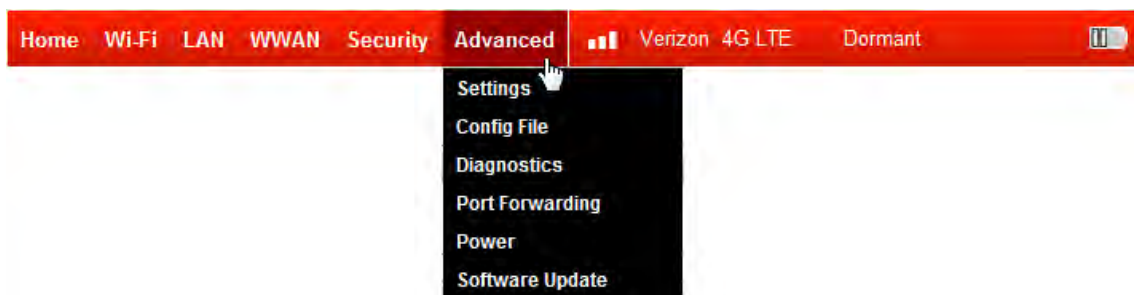 Home Wi-Fi LAN WWAN Security Advanced Verizon 4G LTE Dormant
Settings
Config File
Diagnostics
Port Forwarding
Power
Software Update